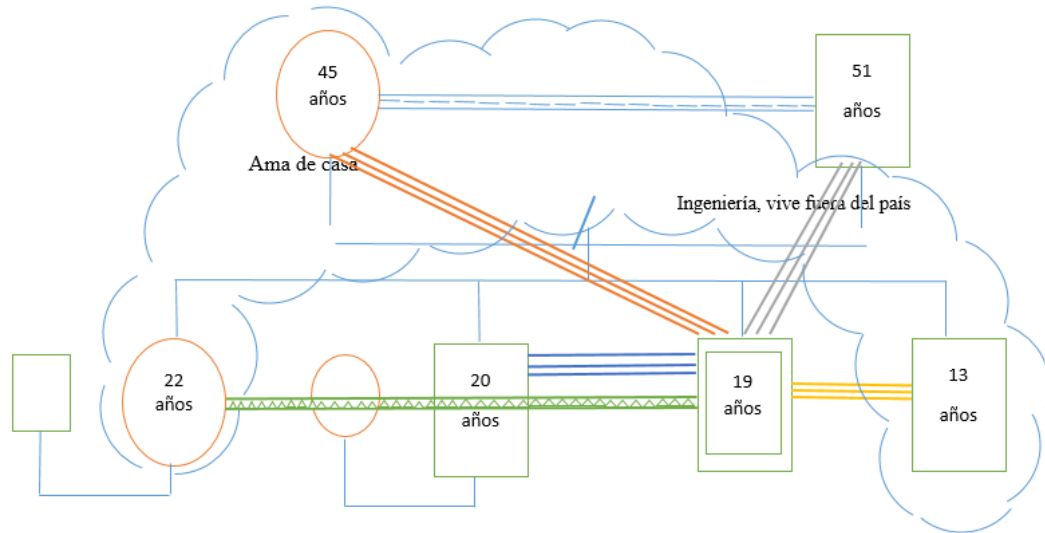 45
años
51
años
Ama de casa
Ingeniería, vive fuera del país
22
años
20
años
19
años
13
años